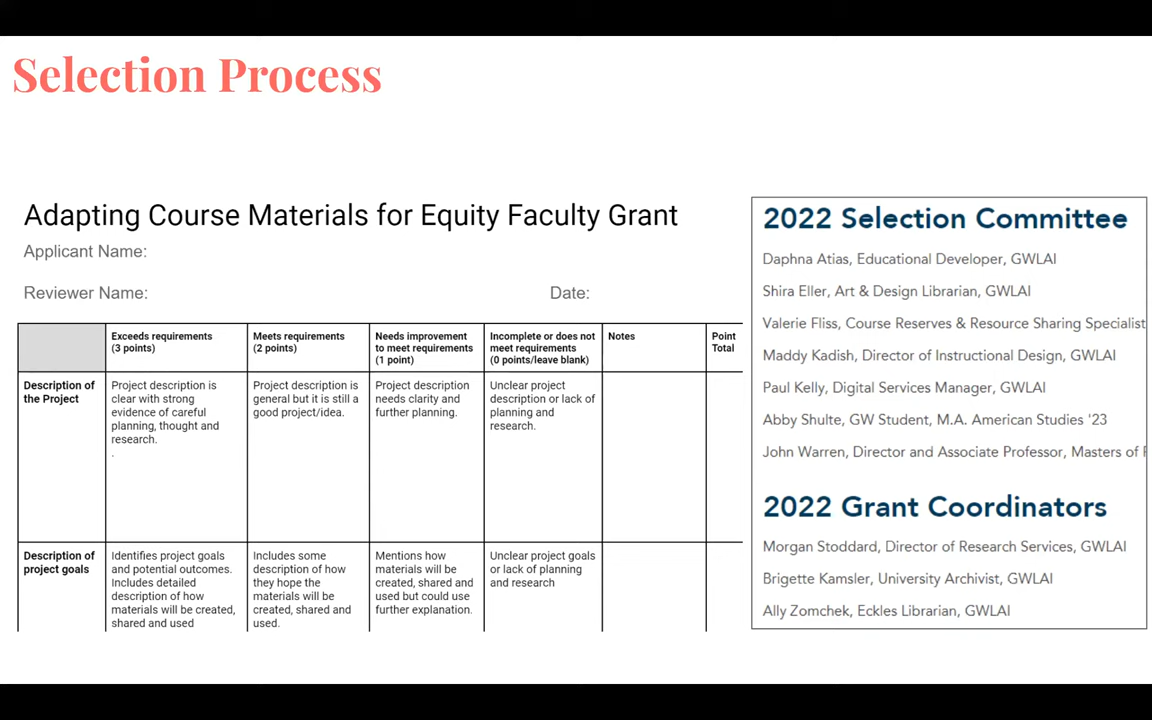 Selection Process
Adapting Course Materials for Equity Faculty Grant
Applicant Name:
Reviewer Name:
Date:
Exceeds requirements
(3 points)
Meets requirements
(2 points)
Needs improvement
to meet requirements
(1 point)
Incomplete or does not
meet requirements
(0 points/leave blank)
Notes
Point
Total
Description of
the Project
Project description is
clear with strong
evidence of careful
planning, thought and
research.
.
Project description is
general but it is still a
good project/idea.
Project description
needs clarity and
further planning.
Unclear project
description or lack of
planning and
research.
Description of
project goals
Identifies project goals
and potential outcomes.
Includes detailed
description of how
materials will be created,
shared and used
Includes some
description of how
they hope the
materials will be
created, shared and
used.
Mentions how
materials will be
created, shared and
used but could use
further explanation.
Unclear project goals
or lack of planning
and research
2022 Selection Committee
Daphna Atias, Educational Developer, GWLAI
Shira Eller, Art & Design Librarian, GWLAI
Valerie Fliss, Course Reserves & Resource Sharing Specialist
Maddy Kadish, Director of Instructional Design, GWLAI
Paul Kelly, Digital Services Manager, GWLAI
Abby Shulte, GW Student, M.A. American Studies '23
John Warren, Director and Associate Professor, Masters of
2022 Grant Coordinators
Morgan Stoddard, Director of Research Services, GWLAI
Brigette Kamsler, University Archivist, GWLAI
Ally Zomchek, Eckles Librarian, GWLAI